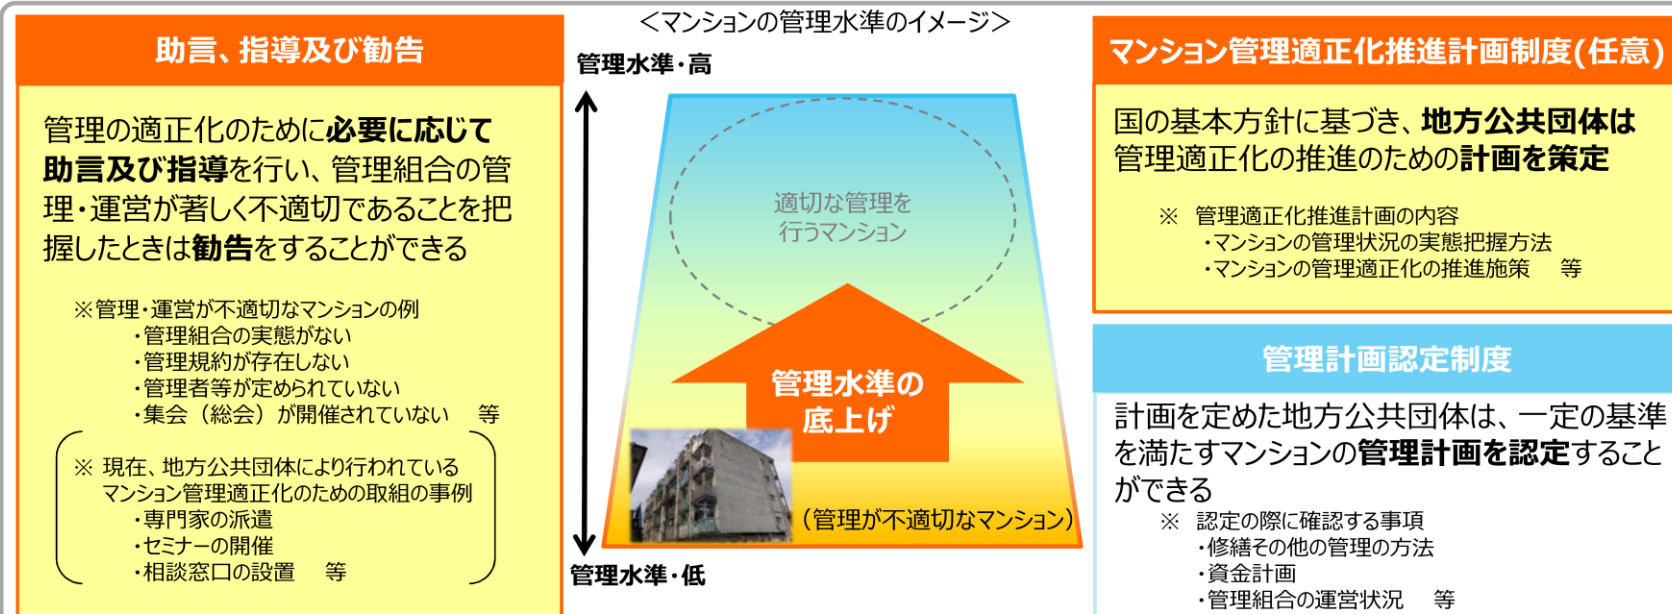 助言、指導及び勧告
管理の適正化のために必要に応じて
助言及び指導を行い、管理組合の管
理・運営が著しく不適切であることを把
握したときは勧告をすることができる
※管理・運営が不適切なマンションの例
・管理組合の実態がない
・管理規約が存在しない
・管理者等が定められていない
・集会（総会）が開催されていない　等
※ 現在、地方公共団体により行われている
マンション管理適正化のための取組の事例
・専門家の派遣
・セミナーの開催
・相談窓口の設置　等
＜マンションの管理水準のイメージ＞
管理水準・高
適切な管理を
行うマンション
管理水準の
底上げ
（管理が不適切なマンション）
管理水準・低
マンション管理適正化推進計画制度(任意)
国の基本方針に基づき、地方公共団体は
管理適正化の推進のための計画を策定
※　管理適正化推進計画の内容
・マンションの管理状況の実態把握方法
・マンションの管理適正化の推進施策　等
管理計画認定制度
計画を定めた地方公共団体は、一定の基準
を満たすマンションの管理計画を認定すること
ができる
※　認定の際に確認する事項
・修繕その他の管理の方法
・資金計画
・管理組合の運営状況　等